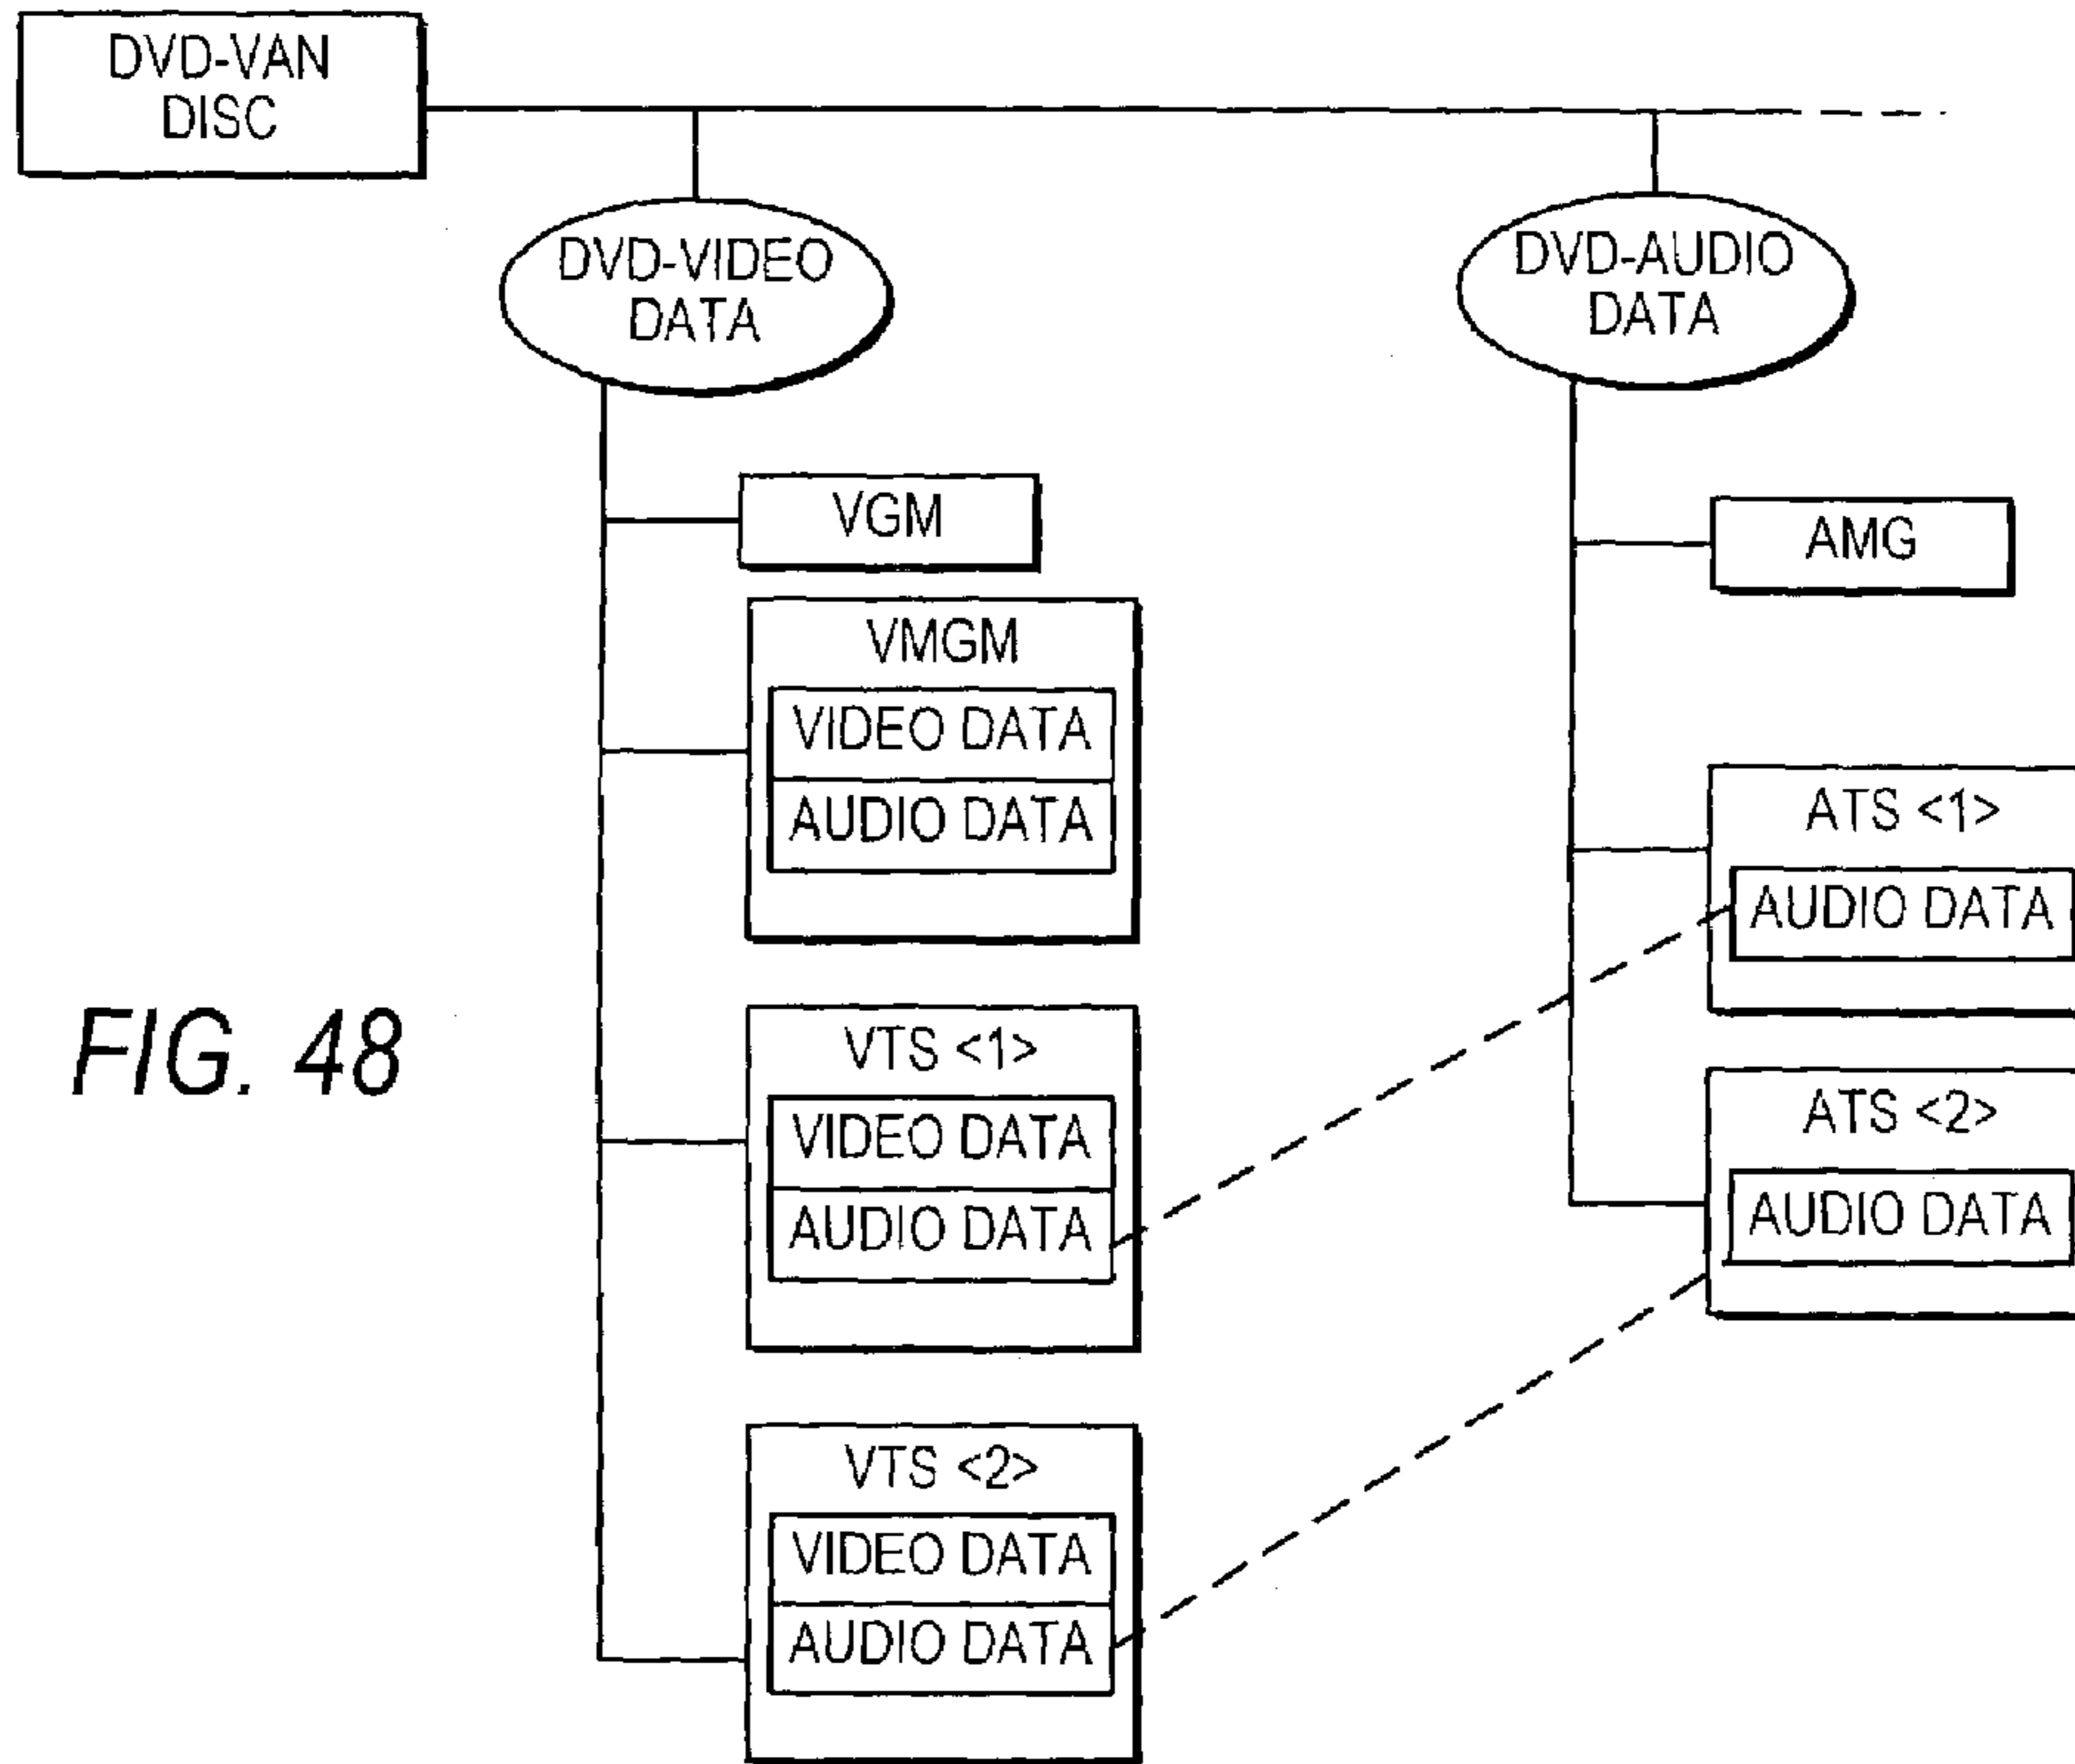 DVD-VAN
DISC
DVD-VIDEO
DATA
VGM
VMGM
VIDEO DATA
AUDIO DATA
VTS <1>
VIDEO DATA
AUDIO DATA
VTS <2>
VIDEO DATA
AUDIO DATA
DVD-AUDIO
DATA
AMG
ATS <1>
AUDIO DATA
ATS <2>
AUDIO DATA
FIG. 48